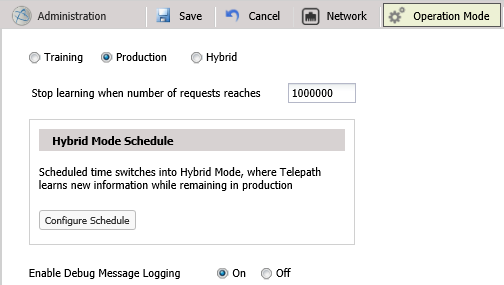 Administration Save Cancel Network Operation Mode
Training Production Hybrid
Stop learning when number of requests reaches 1000000
Hybrid Mode Schedule
Scheduled time switches into Hybrid Mode, where Telepath
learns new information while remaining in production
Configure Schedule
Enable Debug Message Logging On Off